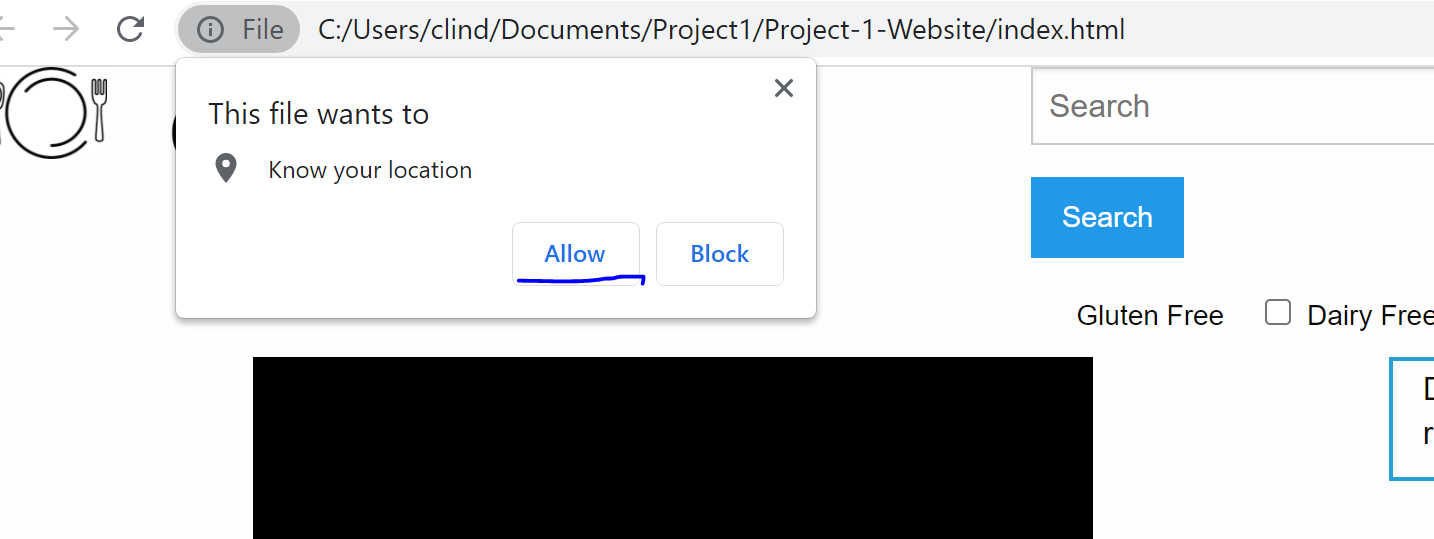 File C:/Users/clind/Documents/Project1/Project-1-Website/index.html
This file wants to
Know your location
Allow Block
Search
Search
Gluten Free Dairy Free